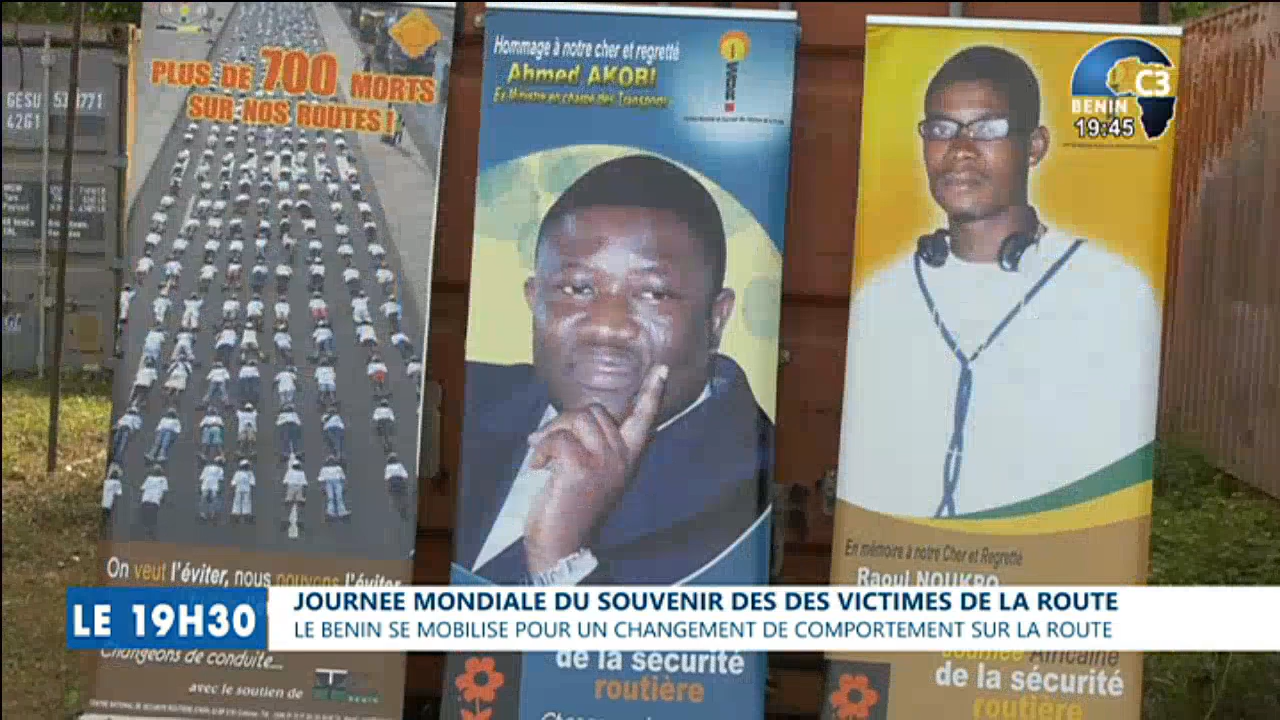 PLUS DE 700 MORTS
SUR NOS ROUTES !
On veut l'éviter, nous pouvons l'éviter
Changeons de conduite...
avec le soutien de
BENIN
GESU
4261
Hommage à notre cher et regretté
Ahmed AKOBI
Ex Ministre en charge des Transports
de la sécurité
routière
En mémoire à notre Cher et Regretté
Raoul NOUKPO
Journée Africaine
de la sécurité
routière
C3
BENIN
19:45
LE 19H30
JOURNEE MONDIALE DU SOUVENIR DES DES VICTIMES DE LA ROUTE
LE BENIN SE MOBILISE POUR UN CHANGEMENT DE COMPORTEMENT SUR LA ROUTE